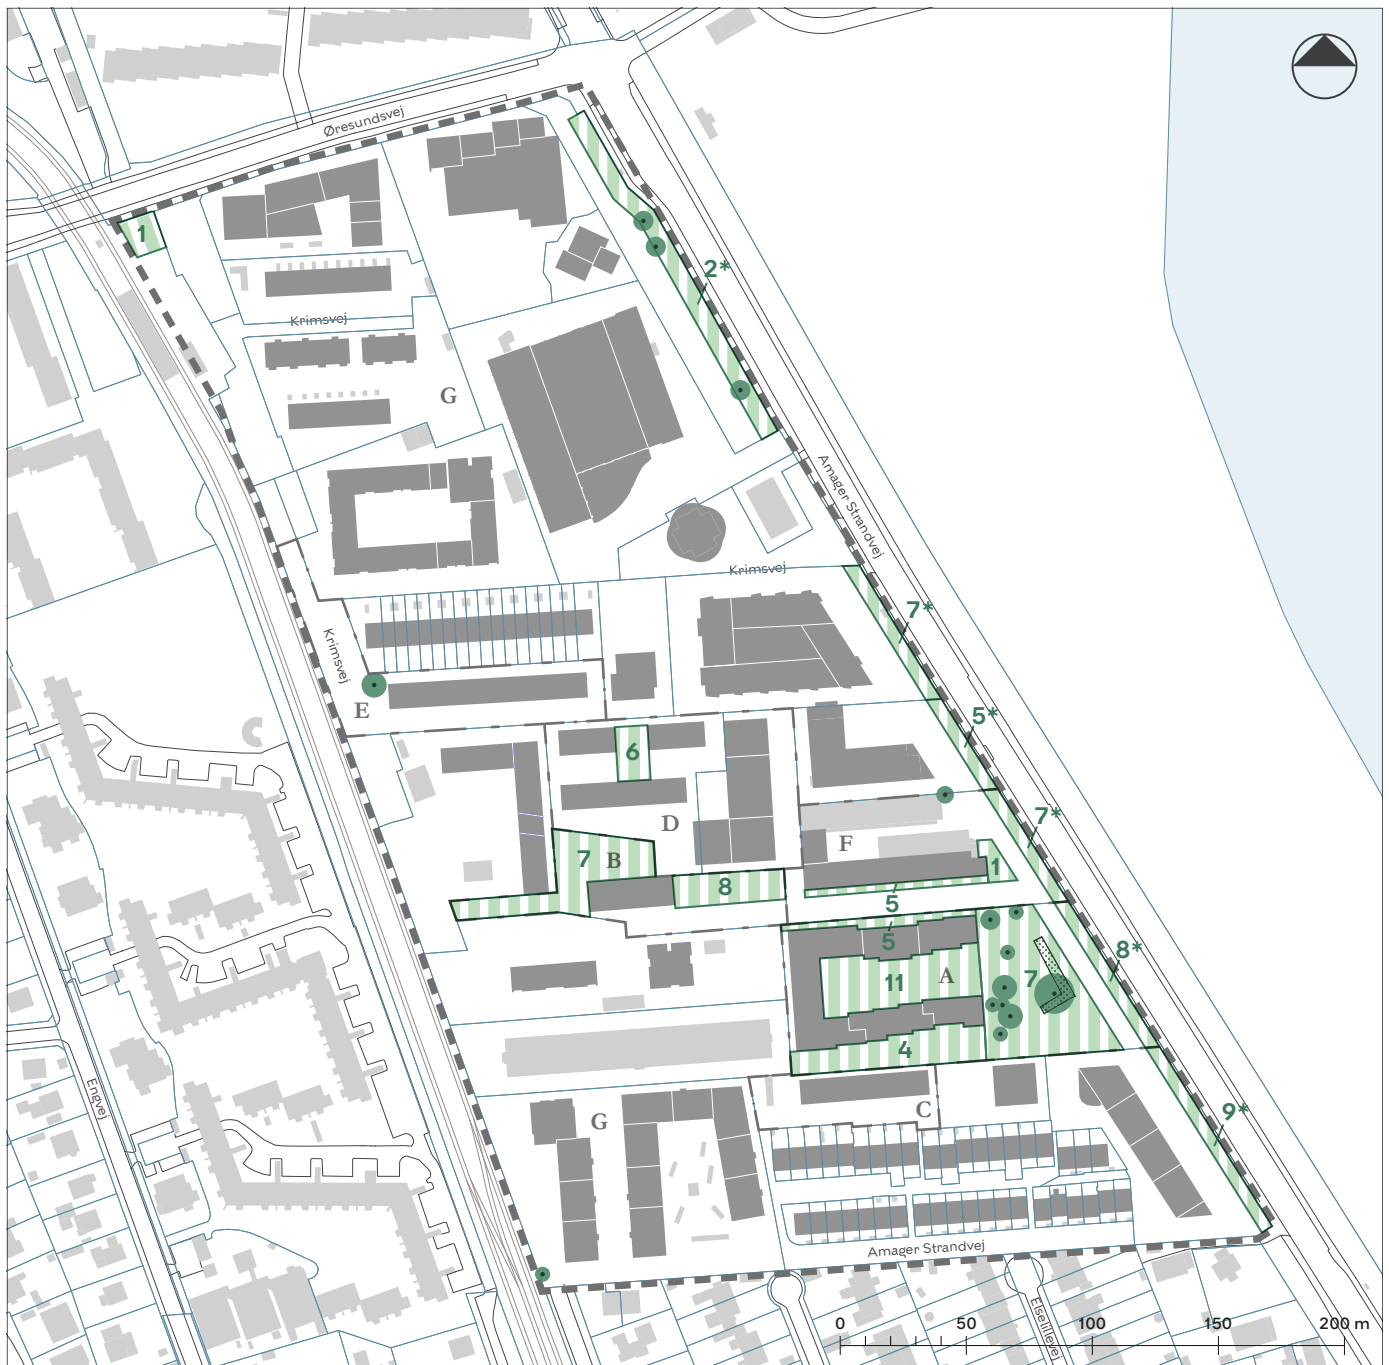 Øresundsvej
1
2*
Krimsvej
G
Amager Strandvej
Krimsvej
7*
Krimsvej
E
5*
6
D
7*
F
7
B
8
1
5
5
8*
11
A
7
4
Engvej
C
9*
G
Amager Strandvej
Elselillevej
0
50
100
150
200 m